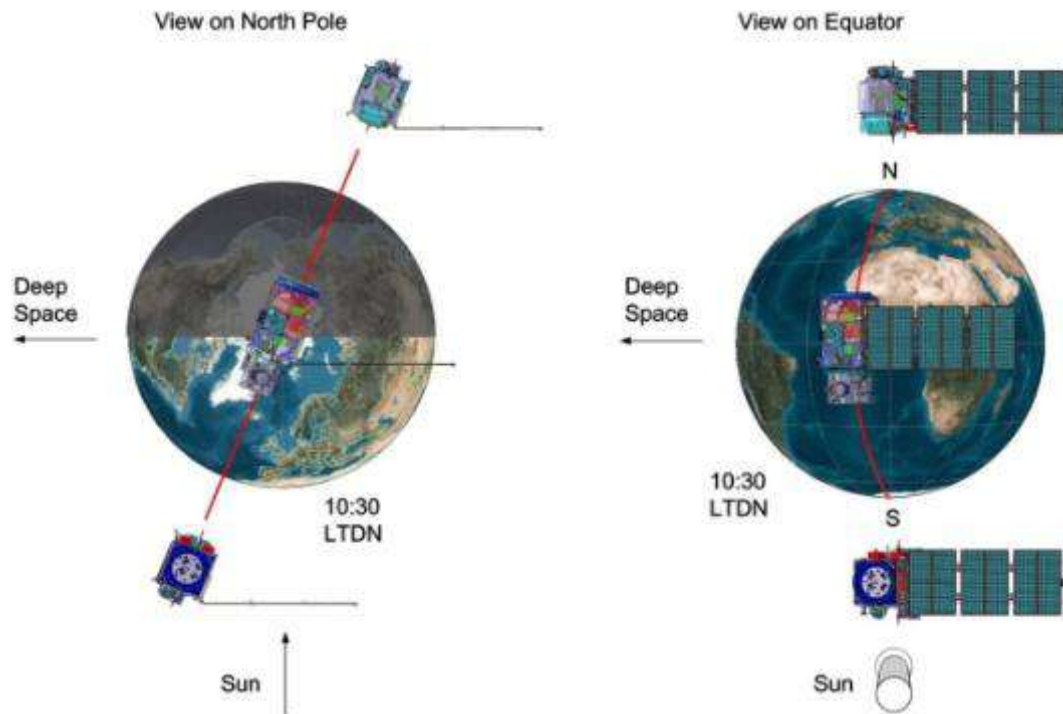 View on North Pole
View on Equator
N
Deep
Space
Deep
Space
10:30
LTDN
10:30
LTDN
S
Sun
Sun